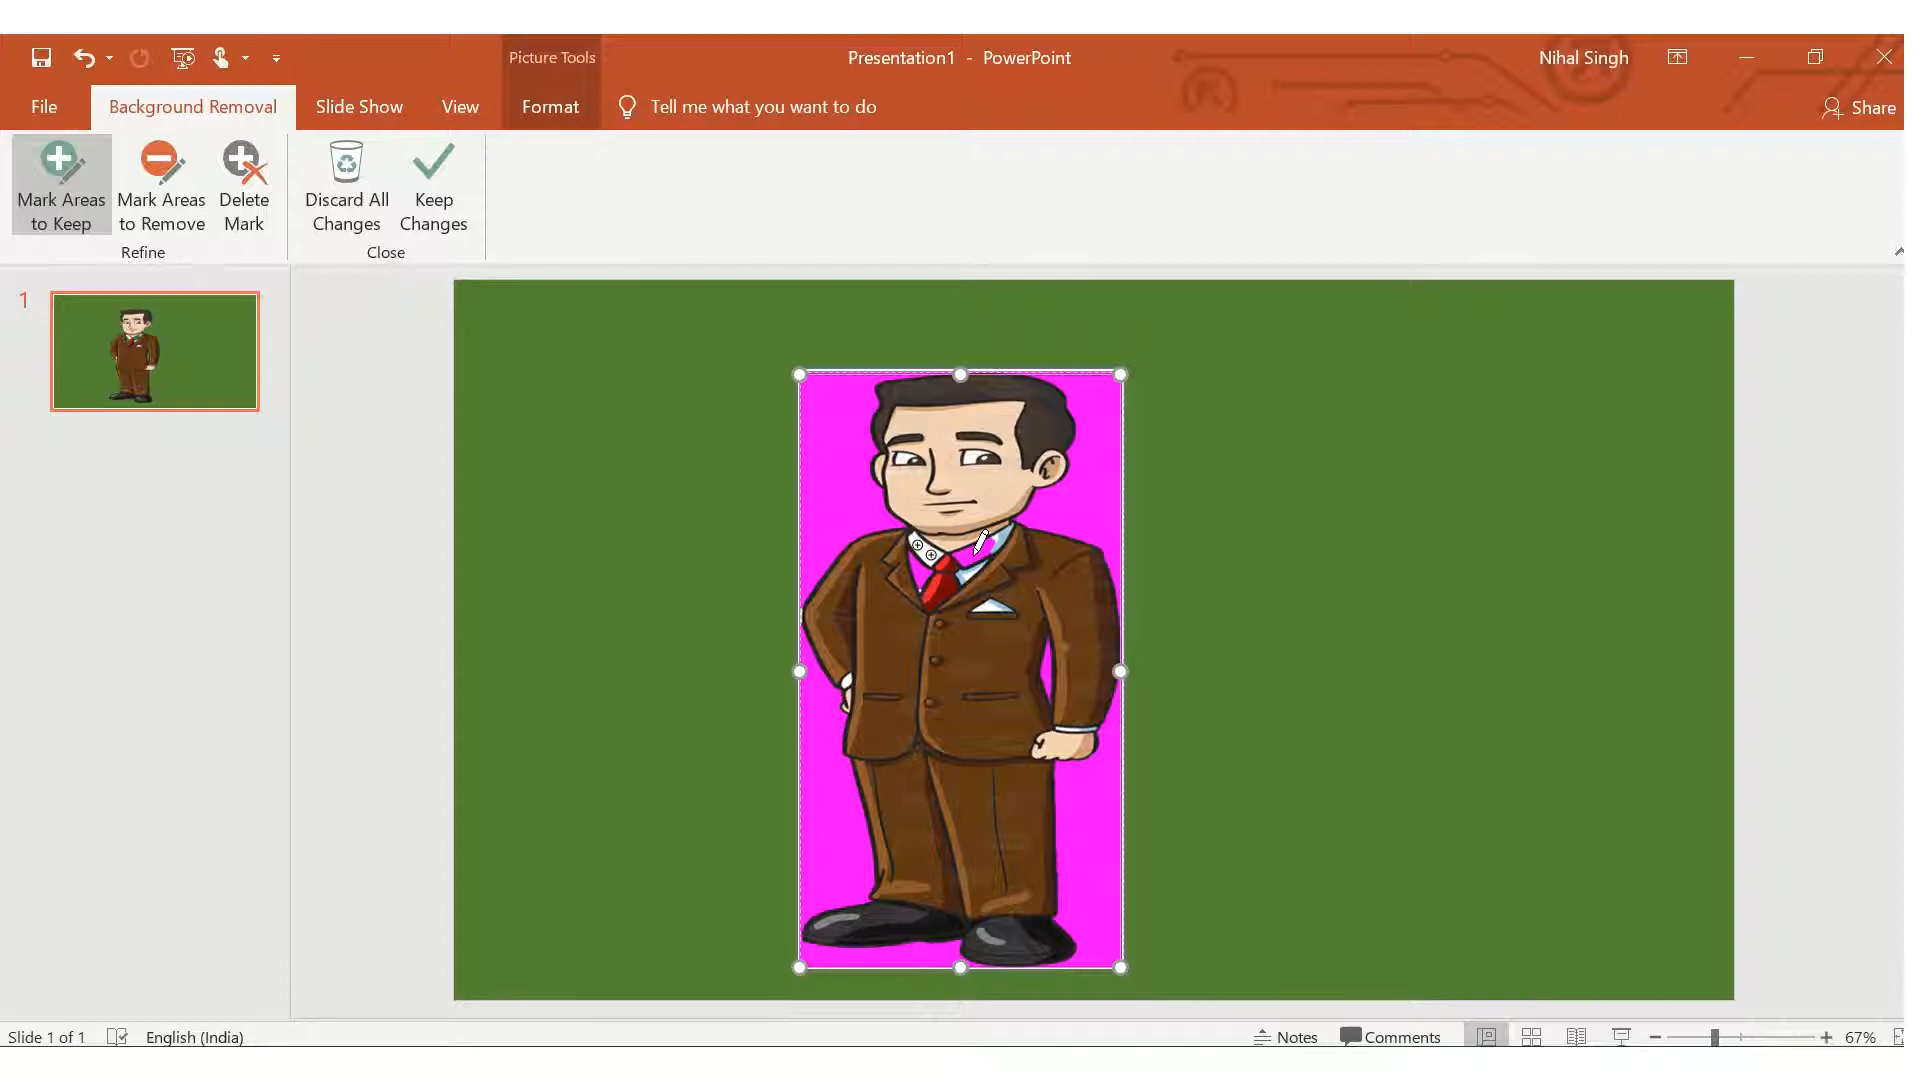 Picture Tools
Presentation1 - PowerPoint
Nihal Singh
File
Background Removal
Slide Show
View
Format
Tell me what you want to do
Share
Mark Areas
to Keep
Mark Areas
to Remove
Delete
Mark
Discard All
Changes
Keep
Changes
Refine
Close
1
Slide 1 of 1
English (India)
Notes
Comments
67%